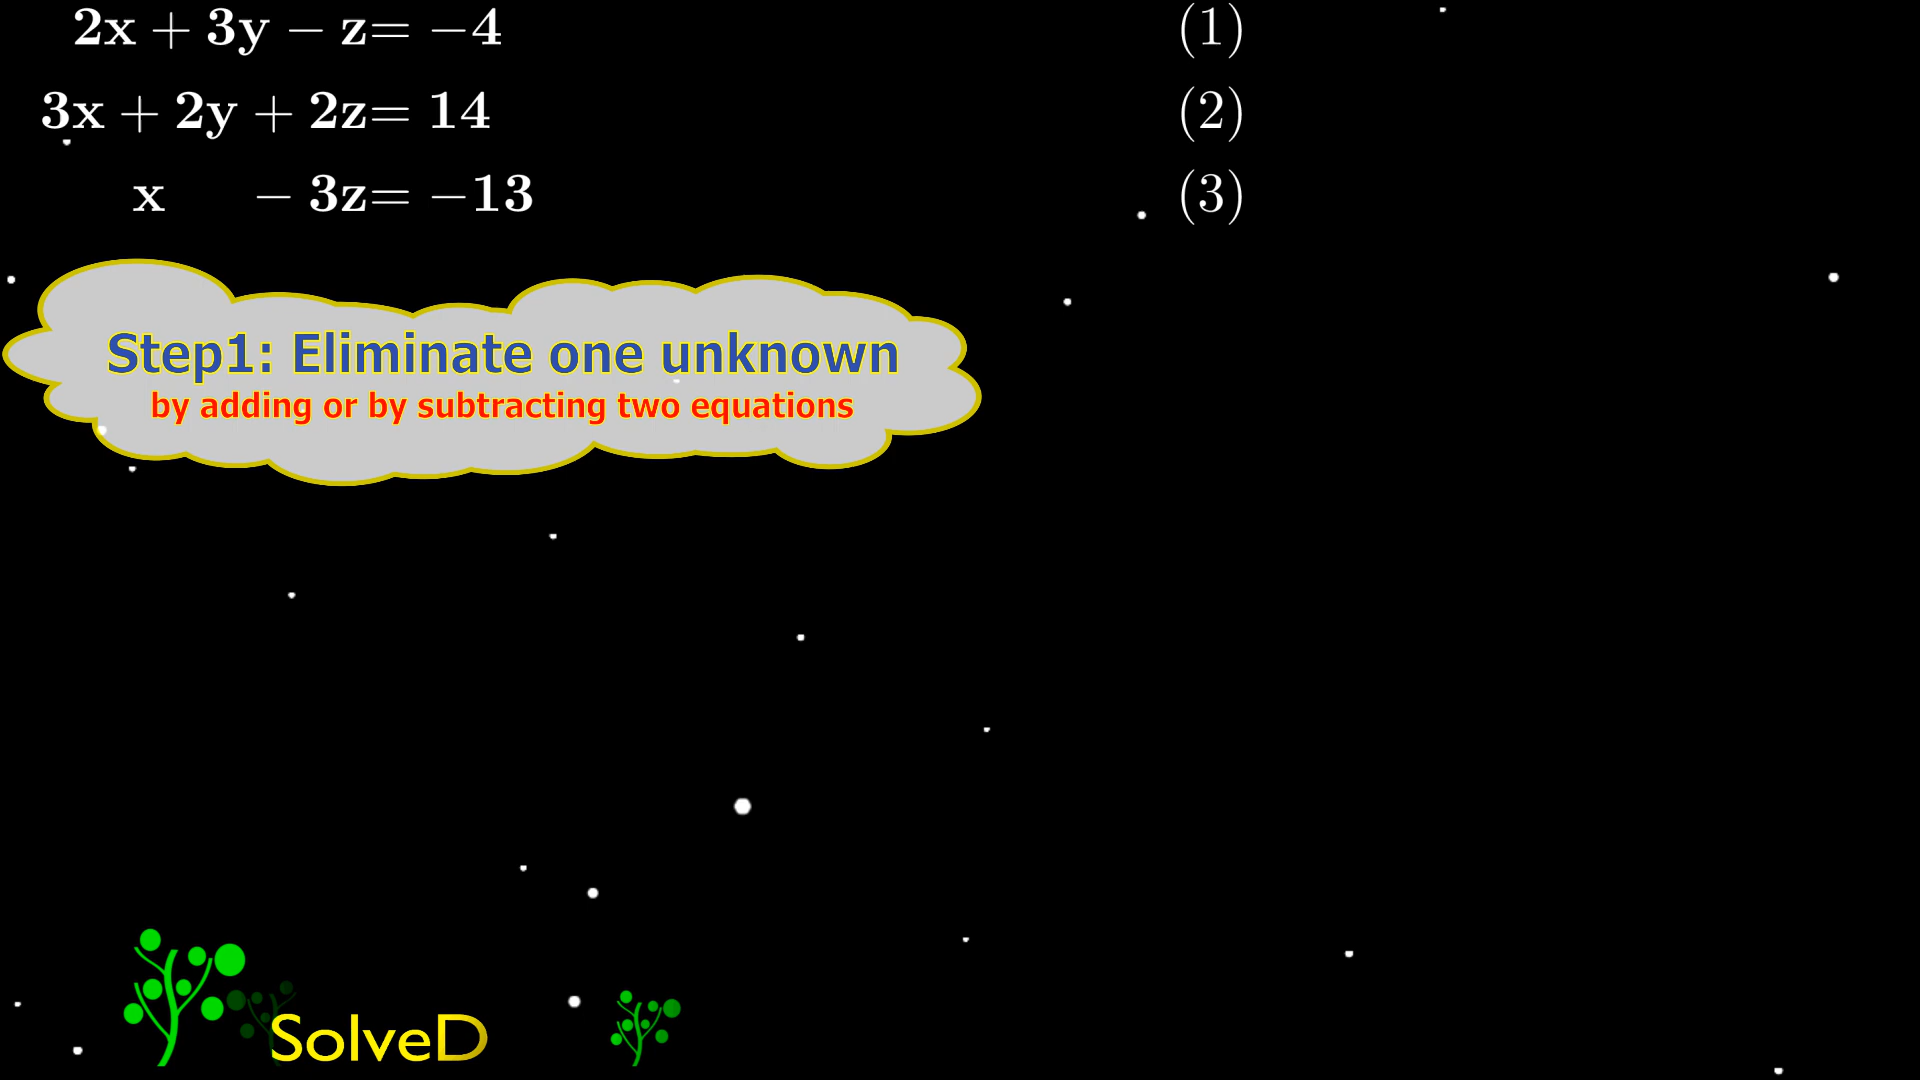 2x + 3y − z= −4 (1)
3x + 2y + 2z= 14 (2)
x − 3z= −13 (3)
Step1: Eliminate one unknown
by adding or by subtracting two equations
SolveD